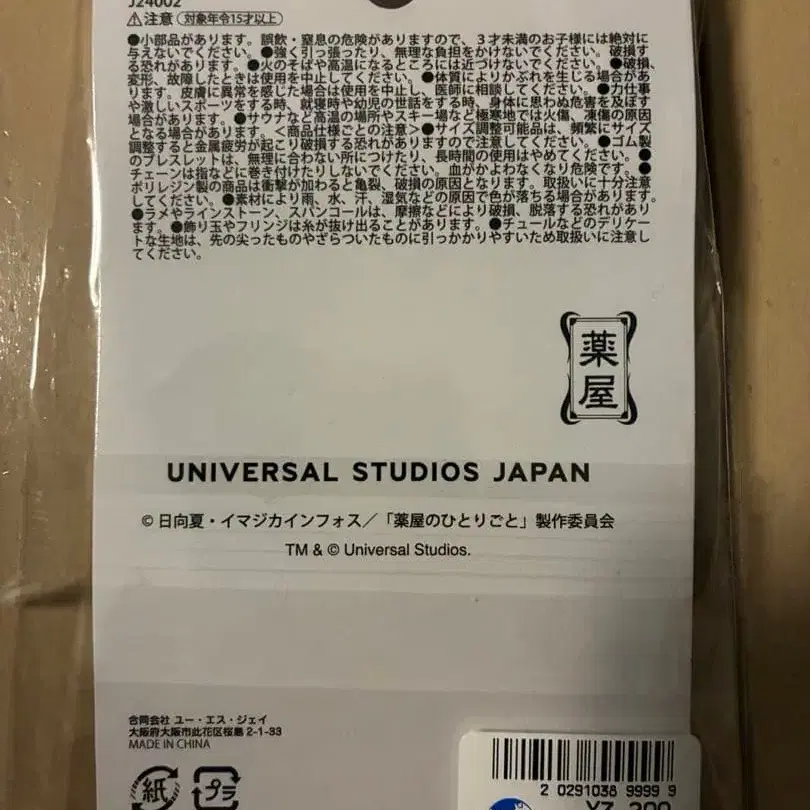 J24002
⚠注意 対象年令15才以上
●小部品があります。誤飲・窒息の危険がありますので、3才未満のお子様には絶対に
与えないでください。●強く引っ張ったり、無理な負担をかけないでください。破損す
る恐れがあります。●火のそばや高温になるところには近づけないでください。●破損、
変形、故障したときは使用を中止してください。●体質によりかぶれを生じる場合があ
ります。皮膚に異常を感じた場合は使用を中止し、医師に相談してください。●力仕事
や激しいスポーツをする時、就寝時や幼児の世話をする時、身体に思わぬ危害を及ぼす
場合があります。●サウナなど高温の場所やスキー場など極寒地では火傷、凍傷の原因
となる場合があります。<商品仕様ごとの注意>●サイズ調整可能品は、頻繁にサイズ
調整すると金属疲労が起こり破損する恐れがありますので注意してください。●ゴム製
のブレスレットは、無理に合わない所につけたり、長時間の使用はやめてください。●
チェーンは指などに巻き付けたりしないでください。血がかよわなくなり危険です。●
ポリレジン製の商品は衝撃が加わると亀裂、破損の原因となります。取扱いに十分注意
してください。●素材により雨、水、汗、湿気などの原因で色が落ちる場合があります。
●ラメやラインストーン、スパンコールは、摩擦などにより破損、脱落する恐れがあり
ます。●飾り玉やフリンジは糸が抜け出ることがあります。●チュールなどのデリケー
トな生地は、先の尖ったものやざらついたものに引っかかりやすいため取扱いに注意し
てください。
薬屋
UNIVERSAL STUDIOS JAPAN
© 日向夏・イマジカインフォス/「薬屋のひとりごと」製作委員会
TM & © Universal Studios.
合同会社 ユー・エス・ジェイ
大阪府大阪市此花区桜島 2-1-33
MADE IN CHINA
紙 プラ
2 0291038 9999 9